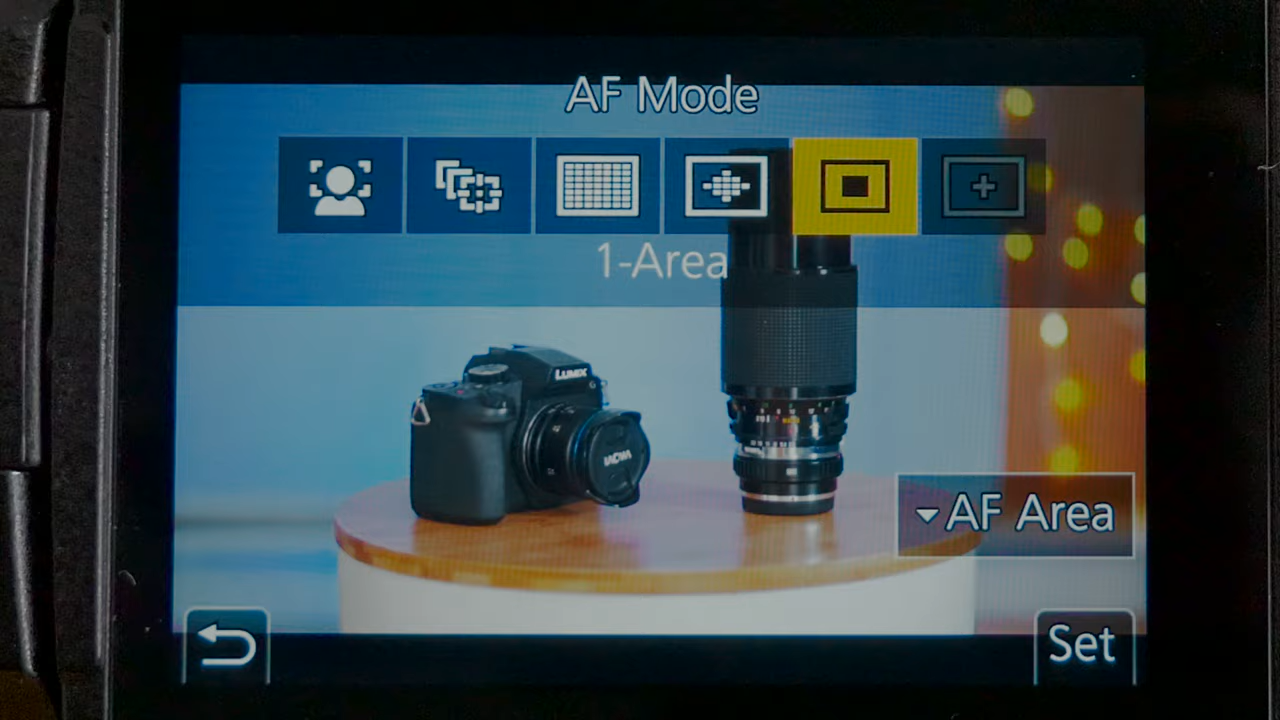 AF Mode
1-Area
LUMIX
LAOWA
AF Area
Set